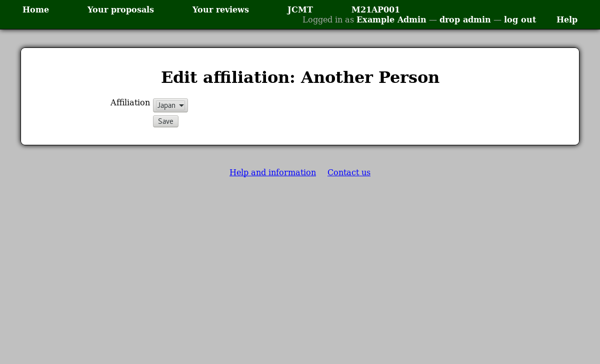 Home Your proposals Your reviews JCMT M21AP001
Logged in as Example Admin — drop admin — log out Help
Edit affiliation: Another Person
Affiliation Japan
Save
Help and information Contact us